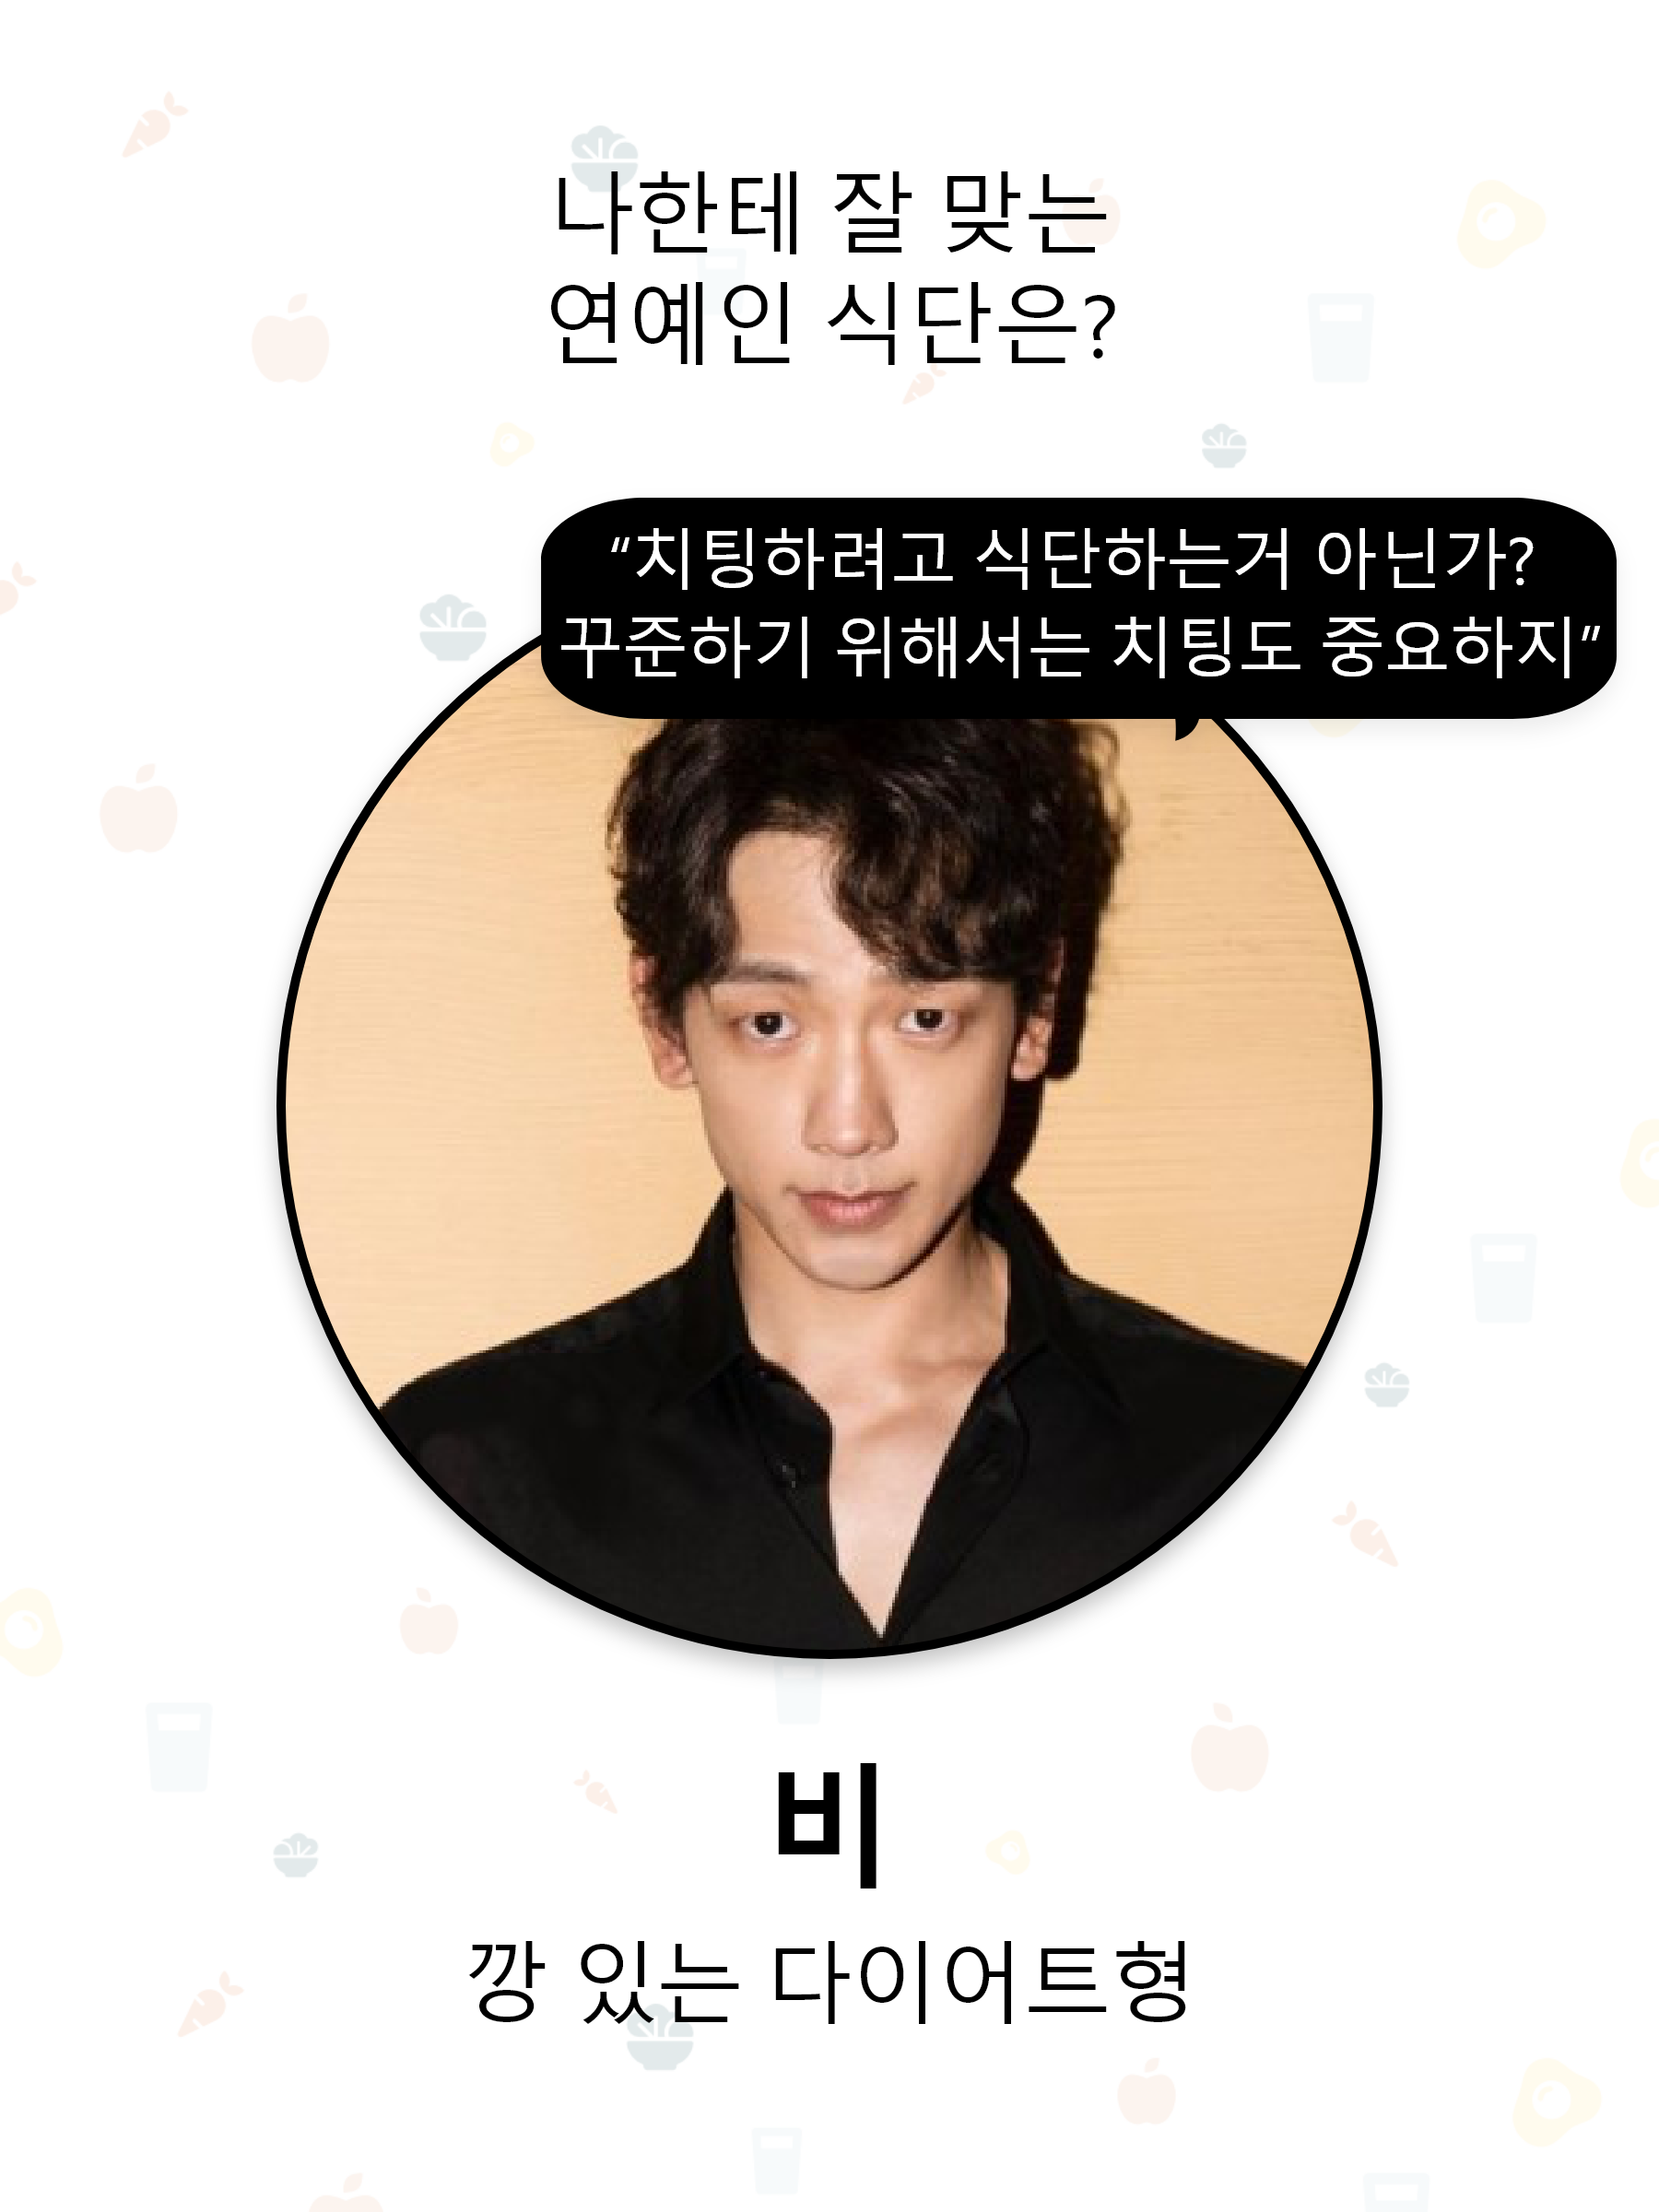 나한테 잘 맞는
연예인 식단은?
“치팅하려고 식단하는거 아닌가?
꾸준하기 위해서는 치팅도 중요하지”
비
깡 있는 다이어트형